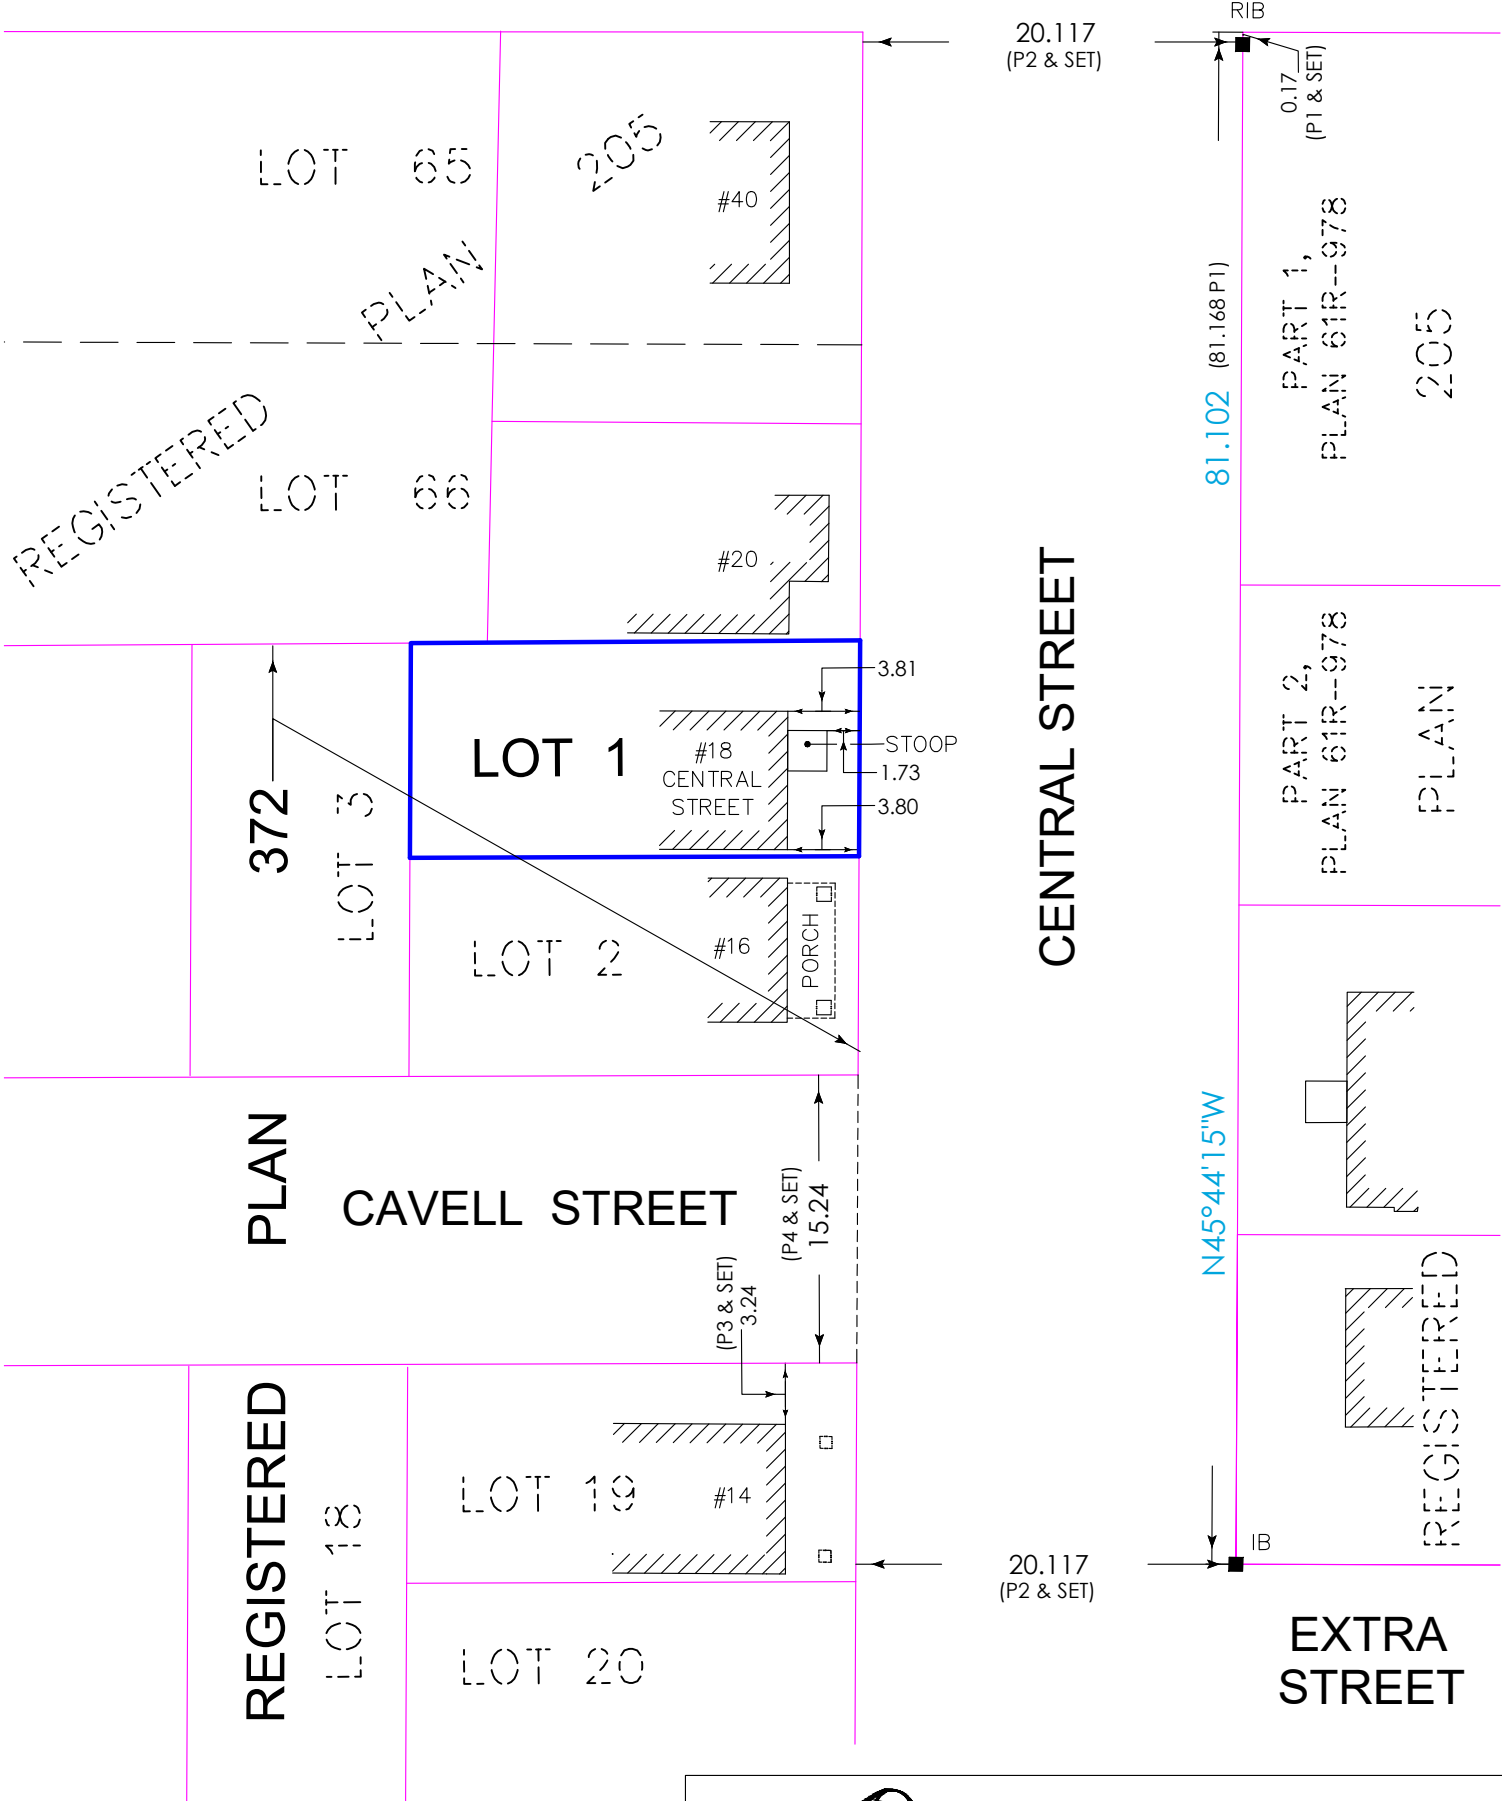 RIB
20.117
(P2 & SET)
0.17
(P1 & SET)
LOT 65
205
#40
PLAN
REGISTERED
LOT 66
#20
81.102 (81.168 P1)
N45°44'15"W
PART 1,
PLAN 61R-978
205
PART 2,
PLAN 61R-978
PLAN
REGISTERED
CENTRAL STREET
3.81
STOOP
1.73
3.80
LOT 1
#18
CENTRAL
STREET
372
LOT 3
LOT 2
#16
PORCH
PLAN
CAVELL STREET
(P4 & SET)
15.24
(P3 & SET)
3.24
REGISTERED
LOT 18
LOT 19
#14
LOT 20
IB
20.117
(P2 & SET)
EXTRA
STREET